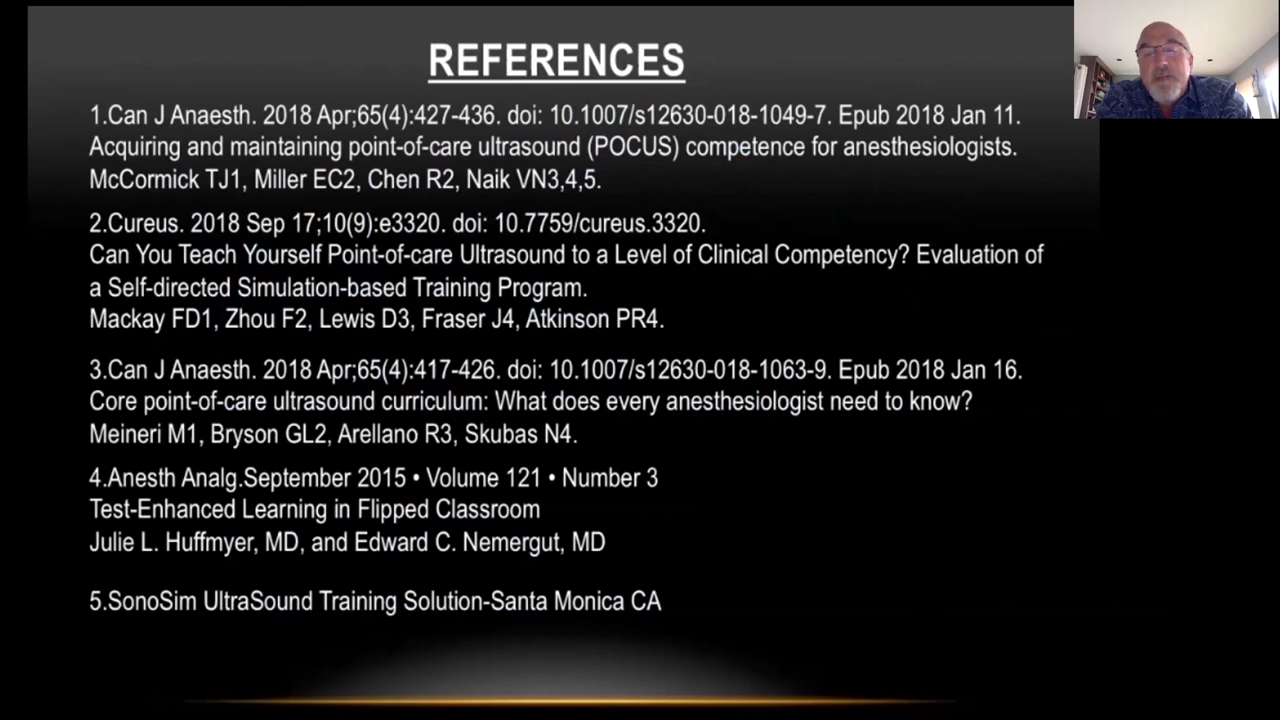 REFERENCES
1.Can J Anaesth. 2018 Apr;65(4):427-436. doi: 10.1007/s12630-018-1049-7. Epub 2018 Jan 11.
Acquiring and maintaining point-of-care ultrasound (POCUS) competence for anesthesiologists.
McCormick TJ1, Miller EC2, Chen R2, Naik VN3,4,5.
2.Cureus. 2018 Sep 17;10(9):e3320. doi: 10.7759/cureus.3320.
Can You Teach Yourself Point-of-care Ultrasound to a Level of Clinical Competency? Evaluation of
a Self-directed Simulation-based Training Program.
Mackay FD1, Zhou F2, Lewis D3, Fraser J4, Atkinson PR4.
3.Can J Anaesth. 2018 Apr;65(4):417-426. doi: 10.1007/s12630-018-1063-9. Epub 2018 Jan 16.
Core point-of-care ultrasound curriculum: What does every anesthesiologist need to know?
Meineri M1, Bryson GL2, Arellano R3, Skubas N4.
4.Anesth Analg.September 2015 • Volume 121 • Number 3
Test-Enhanced Learning in Flipped Classroom
Julie L. Huffmyer, MD, and Edward C. Nemergut, MD
5.SonoSim UltraSound Training Solution-Santa Monica CA